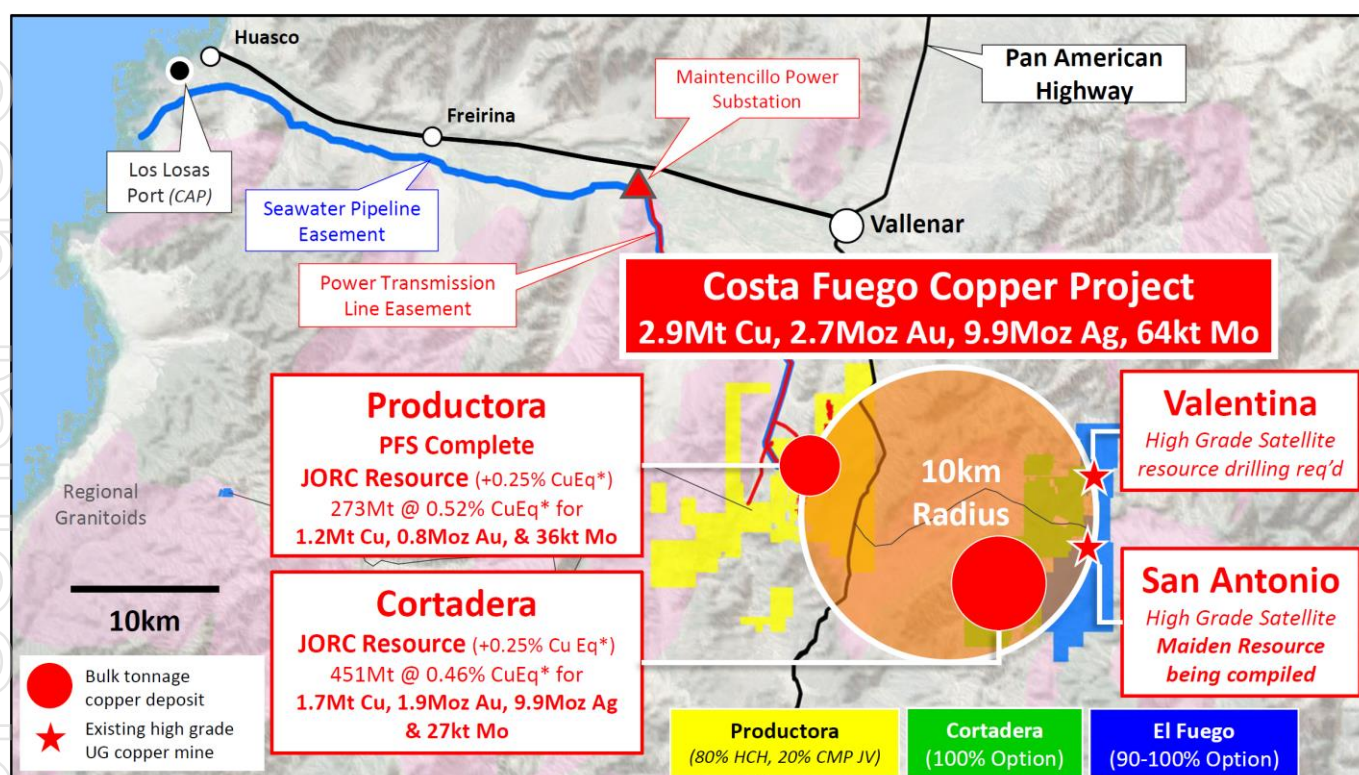 Huasco
Maintencillo Power
Substation
Pan American
Highway
Freirina
Los Losas
Port (CAP)
Seawater Pipeline
Easement
Vallenar
Power Transmission
Line Easement
Costa Fuego Copper Project
2.9Mt Cu, 2.7Moz Au, 9.9Moz Ag, 64kt Mo
Productora
PFS Complete
JORC Resource (+0.25% CuEq*)
273Mt @ 0.52% CuEq* for
1.2Mt Cu, 0.8Moz Au, & 36kt Mo
Valentina
High Grade Satellite
resource drilling req'd
10km
Radius
Regional
Granitoids
10km
Cortadera
JORC Resource (+0.25% Cu Eq*)
451Mt @ 0.46% CuEq* for
1.7Mt Cu, 1.9Moz Au, 9.9Moz Ag
& 27kt Mo
San Antonio
High Grade Satellite
Maiden Resource
being compiled
Bulk tonnage
copper deposit
Existing high grade
UG copper mine
Productora
(80% HCH, 20% CMP JV)
Cortadera
(100% Option)
El Fuego
(90-100% Option)